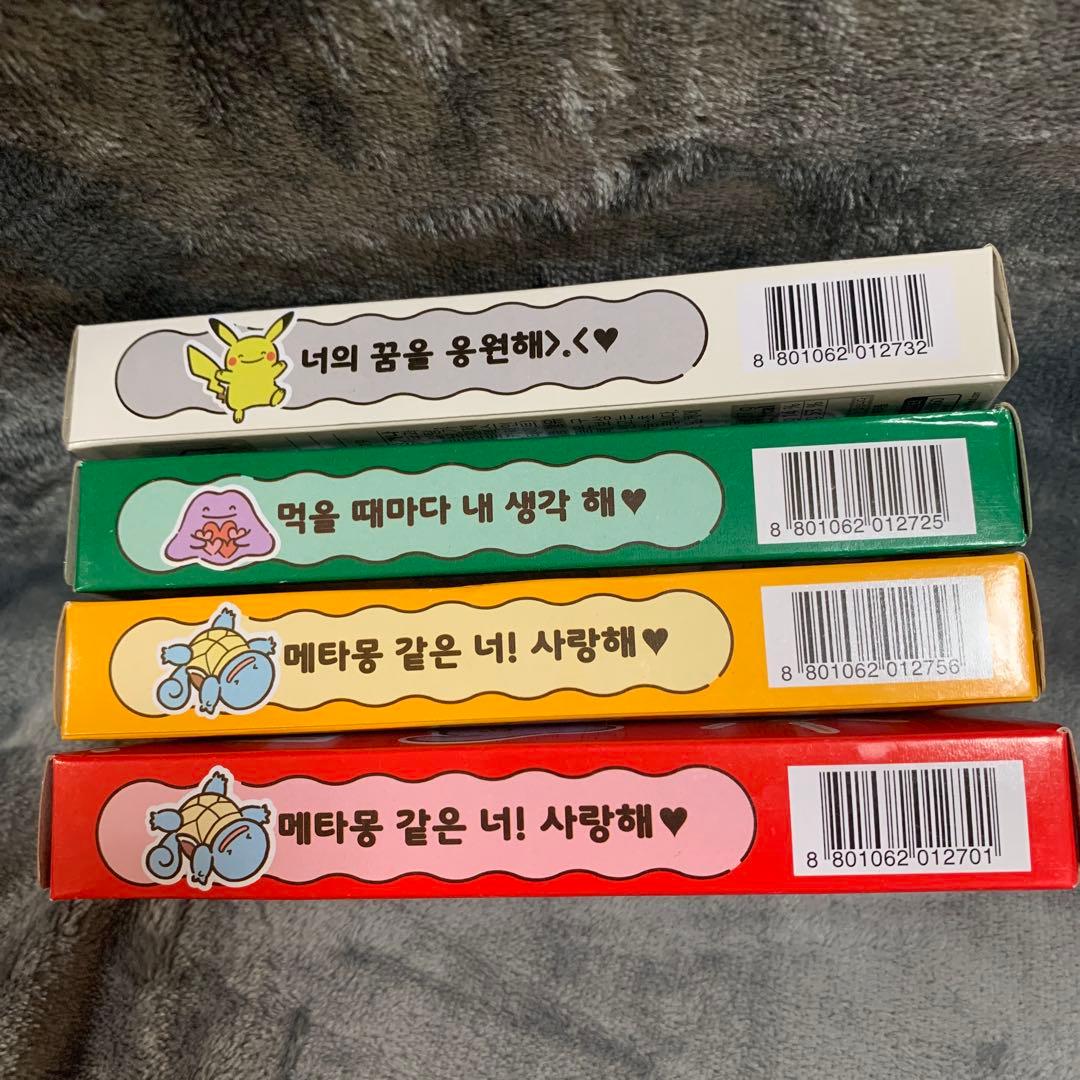 너의 꿈을 응원해>.<♥
8 801062 012732
먹을 때마다 내 생각 해♥
8 801062 012725
메타몽 같은 너! 사랑해♥
8 801062 012756
메타몽 같은 너! 사랑해♥
8 801062 012701